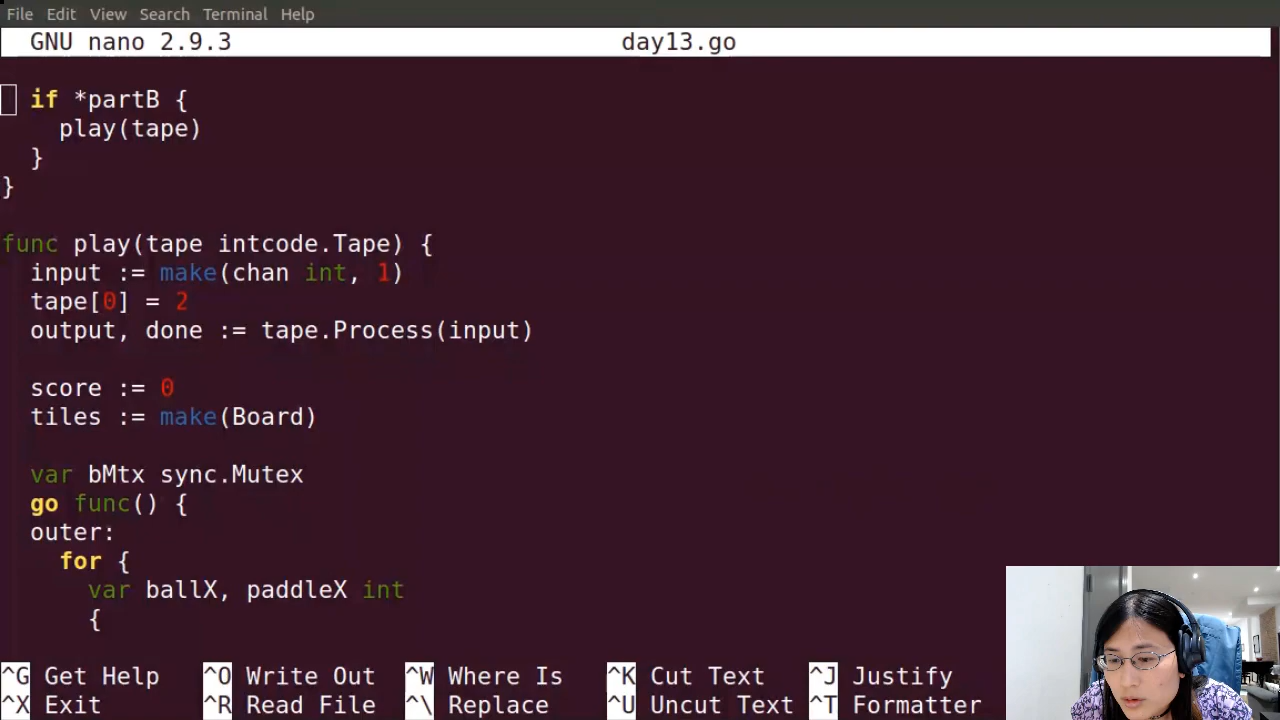 File Edit View Search Terminal Help
GNU nano 2.9.3 day13.go
if *partB {
play(tape)
}
}
func play(tape intcode.Tape) {
input := make(chan int, 1)
tape[0] = 2
output, done := tape.Process(input)
score := 0
tiles := make(Board)
var bMtx sync.Mutex
go func() {
outer:
for {
var ballX, paddleX int
{
^G Get Help ^O Write Out ^W Where Is ^K Cut Text ^J Justify
^X Exit ^R Read File ^\ Replace ^U Uncut Text ^T Formatter